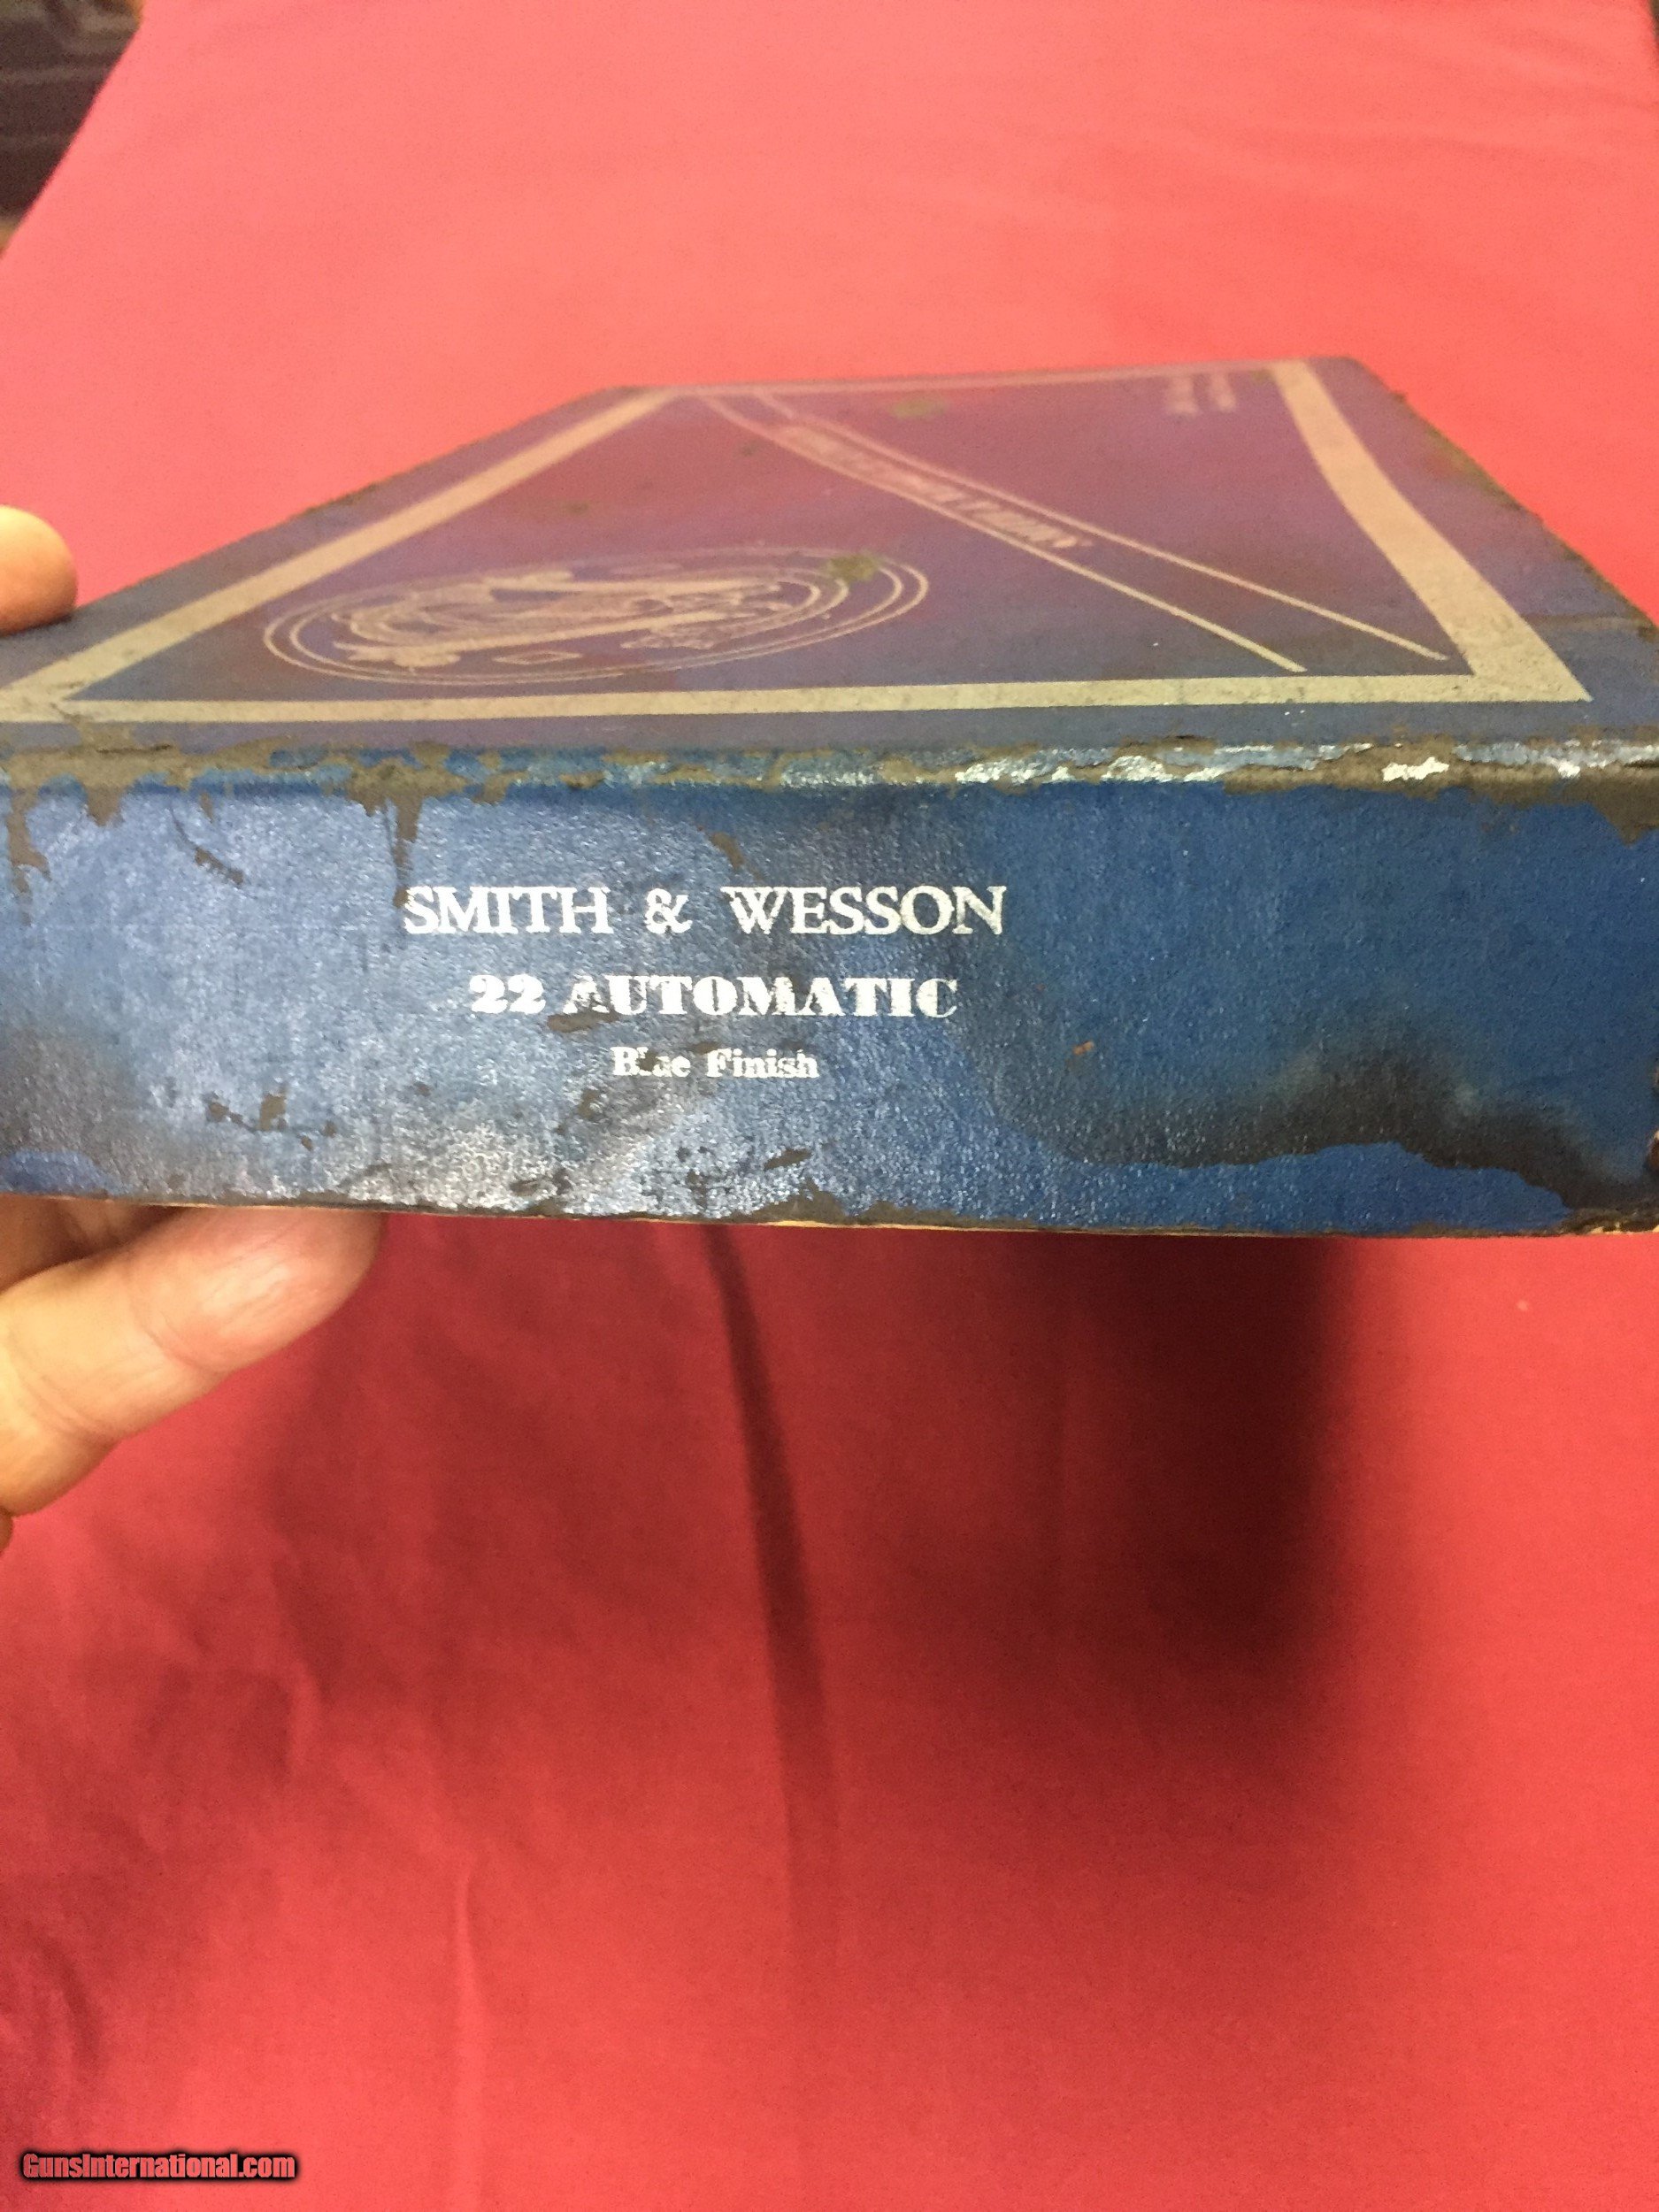 SMITH & WESSON
22 AUTOMATIC
Blue Finish
GunsInternational.com